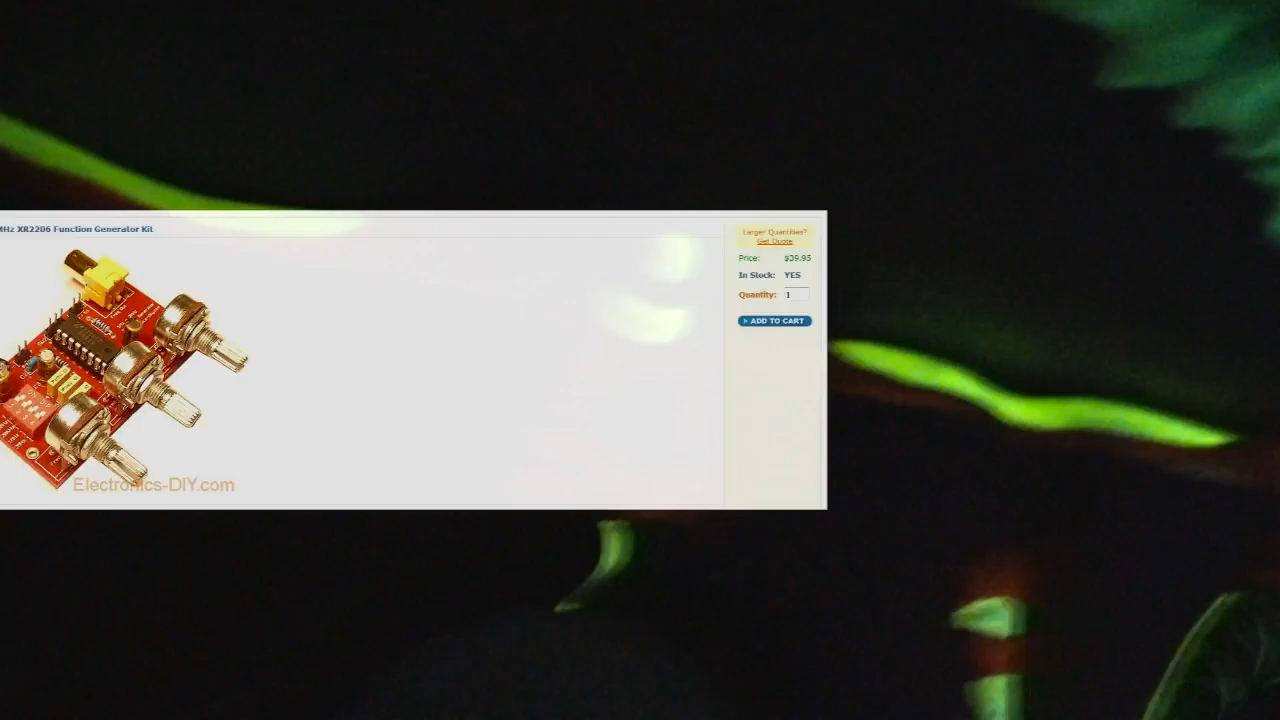 MHz XR2206 Function Generator Kit
Larger Quantities?
Get Quote
Price: $39.95
In Stock: YES
Quantity: 1
ADD TO CART
Electronics-DIY.com